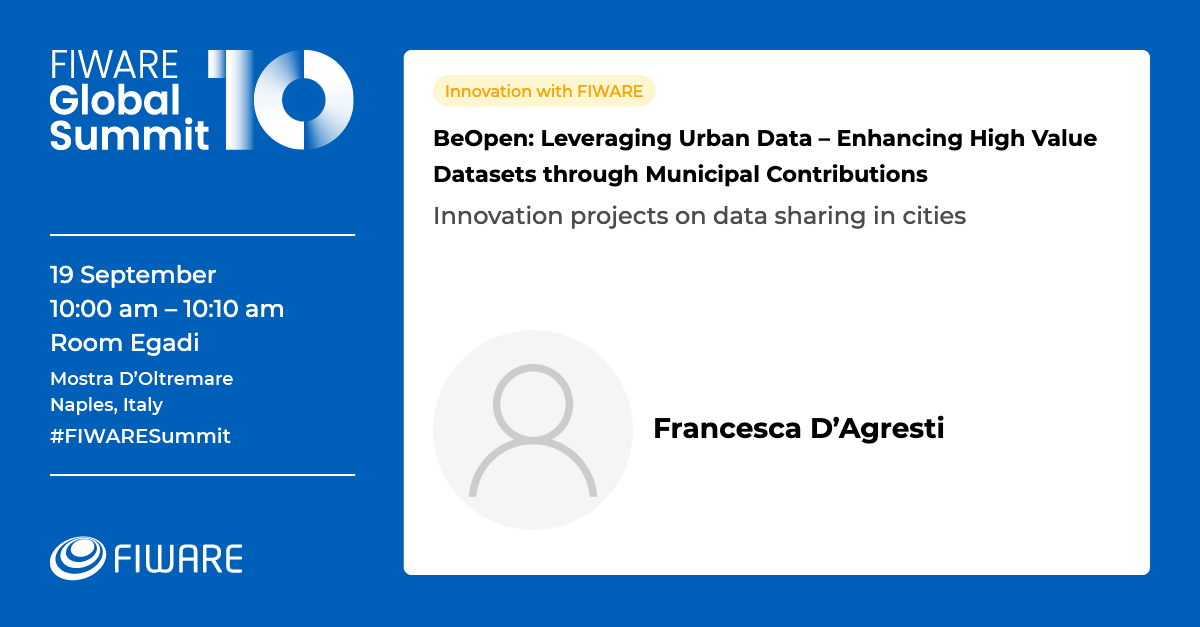 FIWARE
Global
Summit
10
19 September
10:00 am – 10:10 am
Room Egadi
Mostra D’Oltremare
Naples, Italy
#FIWARESummit
FIWARE
Innovation with FIWARE
BeOpen: Leveraging Urban Data – Enhancing High Value
Datasets through Municipal Contributions
Innovation projects on data sharing in cities
Francesca D’Agresti